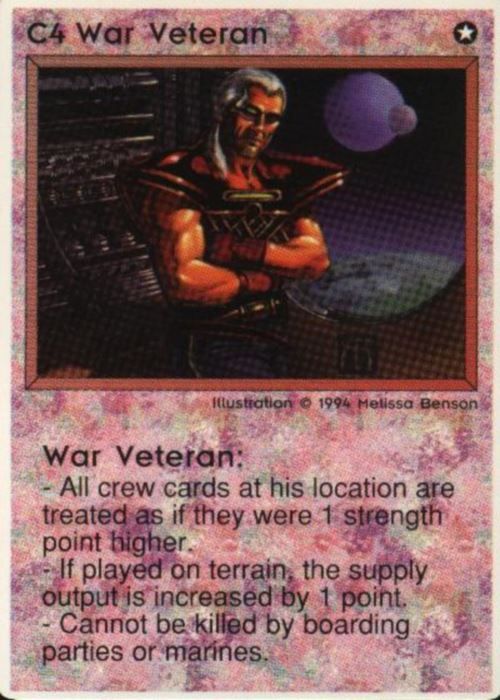 C4 War Veteran
Illustration © 1994 Melissa Benson
War Veteran:
- All crew cards at his location are
treated as if they were 1 strength
point higher.
- If played on terrain, the supply
output is increased by 1 point.
- Cannot be killed by boarding
parties or marines.